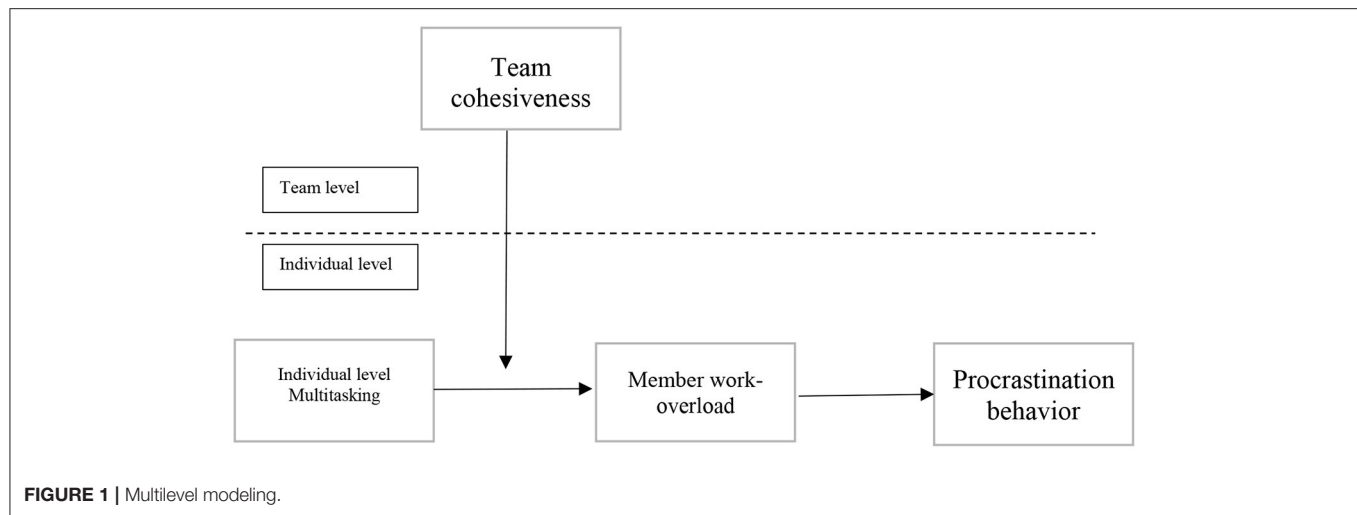 Team
cohesiveness
Team level
Individual level
Individual level
Multitasking
Member work-
overload
Procrastination
behavior
FIGURE 1 | Multilevel modeling.